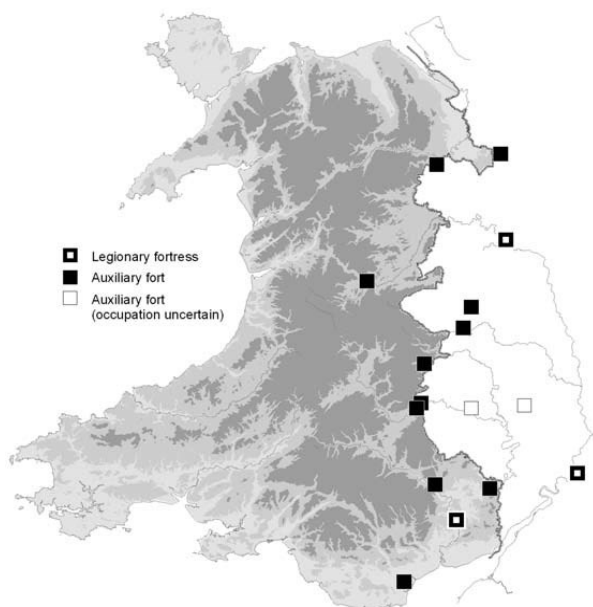 Legionary fortress
Auxiliary fort
Auxiliary fort
(occupation uncertain)